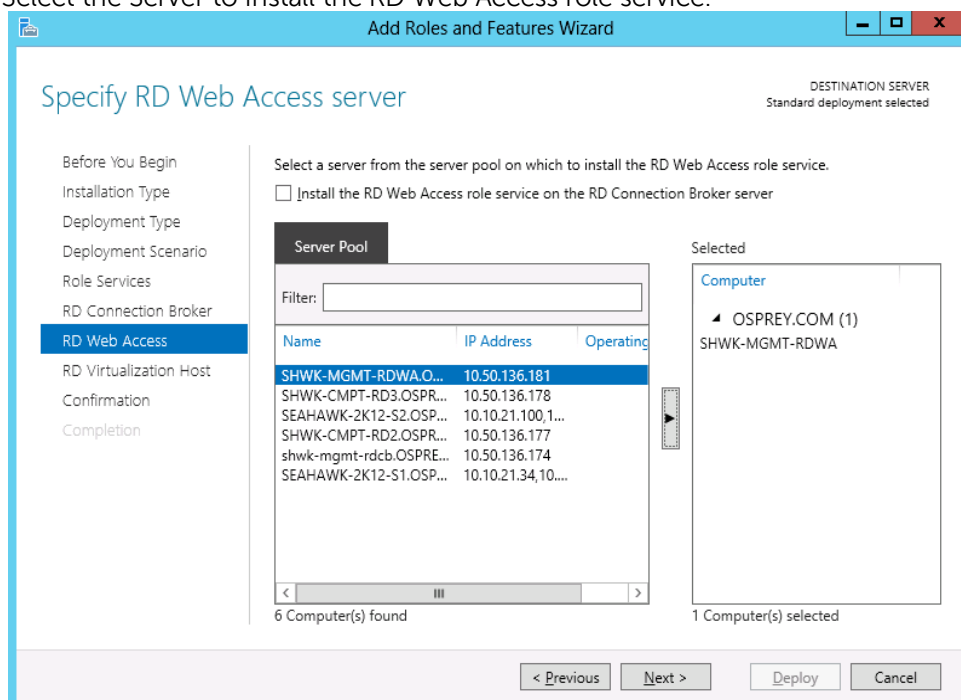 Select the Server to install the RD Web Access role service.
Add Roles and Features Wizard
Specify RD Web Access server
DESTINATION SERVER
Standard deployment selected
Before You Begin
Installation Type
Deployment Type
Deployment Scenario
Role Services
RD Connection Broker
RD Web Access
RD Virtualization Host
Confirmation
Completion
Select a server from the server pool on which to install the RD Web Access role service.
Install the RD Web Access role service on the RD Connection Broker server
Server Pool
Filter:
Name IP Address Operating
SHWK-MGMT-RDWA.O... 10.50.136.181
SHWK-CMPT-RD3.OSPR... 10.50.136.178
SEAHAWK-2K12-S2.OSP... 10.10.21.100,1...
SHWK-CMPT-RD2.OSPR... 10.50.136.177
shwk-mgmt-rdcb.OSPRE... 10.50.136.174
SEAHAWK-2K12-S1.OSP... 10.10.21.34,10....
6 Computer(s) found
Selected
Computer
OSPREY.COM (1)
SHWK-MGMT-RDWA
1 Computer(s) selected
< Previous Next > Deploy Cancel